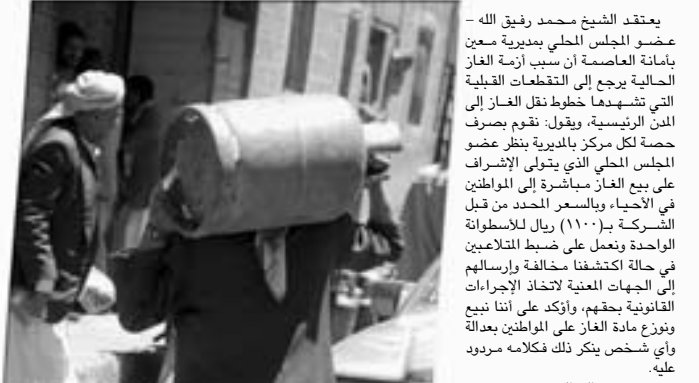 يعتقد الشيخ محمد رفيق الله –
عضو المجلس المحلي بمديرية معين
بأمانة العاصمة أن سبب أزمة الغاز
الحالية يرجع إلى التقطعات القبلية
التي تشهدها خطوط نقل الغاز إلى
المدن الرئيسية، ويقول: نقوم بصرف
حصة لكل مركز بالمديرية بنظر عضو
المجلس المحلي الذي يتولى الإشراف
على بيع الغاز مباشرة إلى المواطنين
في الأحياء وبالسعر المحدد من قبل
الشركة بـ(١١٠٠) ريال للأسطوانة
الواحدة ونعمل على ضبط المتلاعبين
في حالة اكتشفنا مخالفة وإرسالهم
إلى الجهات المعنية لاتخاذ الإجراءات
القانونية بحقهم، وأؤكد على أننا نبيع
ونوزع مادة الغاز على المواطنين بعدالة
وأي شخص ينكر ذلك فكلامه مردود
عليه.